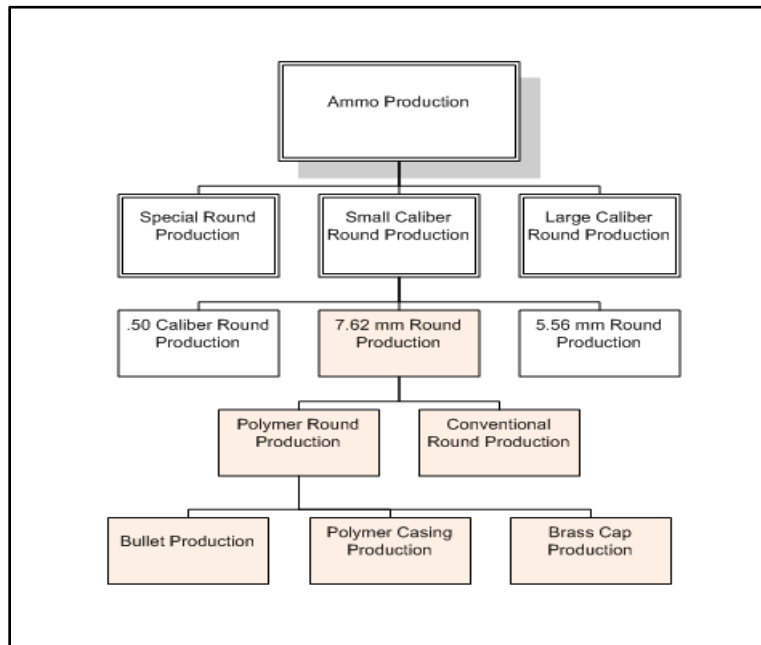 Ammo Production
Special Round
Production
Small Caliber
Round Production
Large Caliber
Round Production
.50 Caliber Round
Production
7.62 mm Round
Production
5.56 mm Round
Production
Polymer Round
Production
Conventional
Round Production
Bullet Production
Polymer Casing
Production
Brass Cap
Production